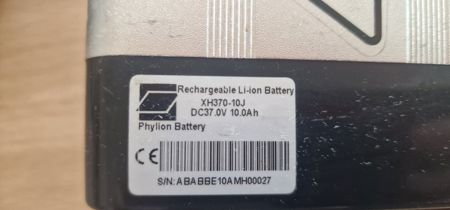 Rechargeable Li-ion Battery
XH370-10J
DC37.0V 10.0Ah
Phylion Battery
CE
S/N:ABABBE10AMH00027